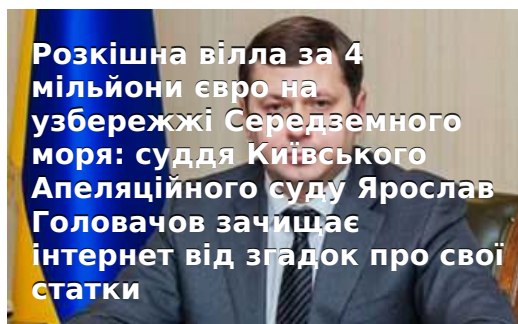 Розкішна вілла за 4
мільйони євро на
узбережжі Середземного
моря: суддя Київського
Апеляційного суду Ярослав
Головачов зачищає
інтернет від згадок про свої
статки